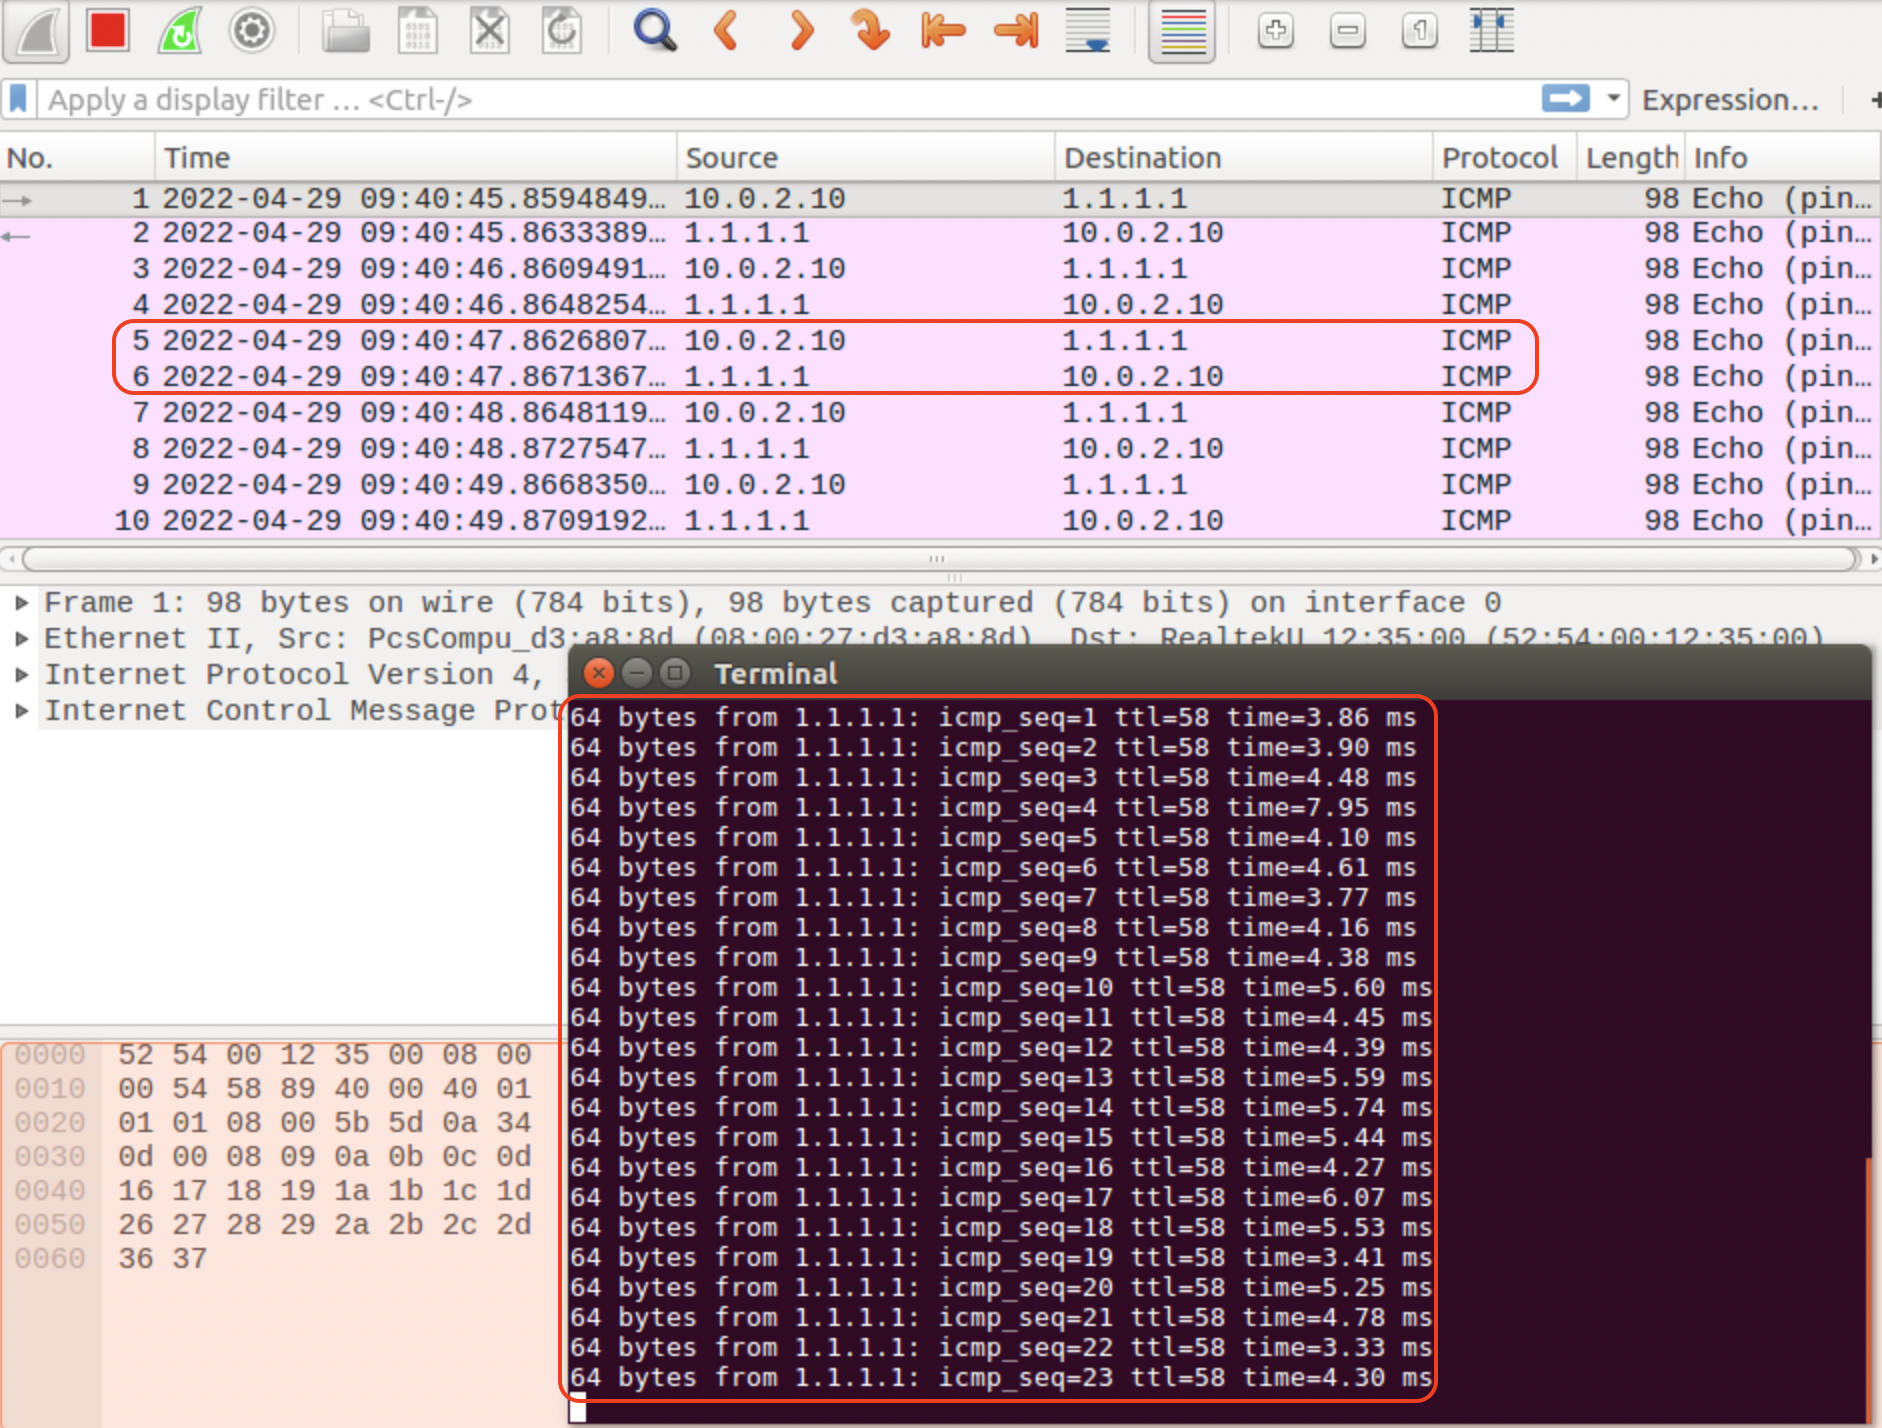 Apply a display filter … <Ctrl-/>
Expression…
No. Time Source Destination Protocol Length Info
1 2022-04-29 09:40:45.8594849… 10.0.2.10 1.1.1.1 ICMP 98 Echo (pin…
2 2022-04-29 09:40:45.8633389… 1.1.1.1 10.0.2.10 ICMP 98 Echo (pin…
3 2022-04-29 09:40:46.8609491… 10.0.2.10 1.1.1.1 ICMP 98 Echo (pin…
4 2022-04-29 09:40:46.8648254… 1.1.1.1 10.0.2.10 ICMP 98 Echo (pin…
5 2022-04-29 09:40:47.8626807… 10.0.2.10 1.1.1.1 ICMP 98 Echo (pin…
6 2022-04-29 09:40:47.8671367… 1.1.1.1 10.0.2.10 ICMP 98 Echo (pin…
7 2022-04-29 09:40:48.8648119… 10.0.2.10 1.1.1.1 ICMP 98 Echo (pin…
8 2022-04-29 09:40:48.8727547… 1.1.1.1 10.0.2.10 ICMP 98 Echo (pin…
9 2022-04-29 09:40:49.8668350… 10.0.2.10 1.1.1.1 ICMP 98 Echo (pin…
10 2022-04-29 09:40:49.8709192… 1.1.1.1 10.0.2.10 ICMP 98 Echo (pin…
Frame 1: 98 bytes on wire (784 bits), 98 bytes captured (784 bits) on interface 0
Ethernet II, Src: PcsCompu_d3:a8:8d (08:00:27:d3:a8:8d), Dst: RealtekU_12:35:00 (52:54:00:12:35:00)
Internet Protocol Version 4,
Internet Control Message Prot
0000 52 54 00 12 35 00 08 00
0010 00 54 58 89 40 00 40 01
0020 01 01 08 00 5b 5d 0a 34
0030 0d 00 08 09 0a 0b 0c 0d
0040 16 17 18 19 1a 1b 1c 1d
0050 26 27 28 29 2a 2b 2c 2d
0060 36 37
Terminal
64 bytes from 1.1.1.1: icmp_seq=1 ttl=58 time=3.86 ms
64 bytes from 1.1.1.1: icmp_seq=2 ttl=58 time=3.90 ms
64 bytes from 1.1.1.1: icmp_seq=3 ttl=58 time=4.48 ms
64 bytes from 1.1.1.1: icmp_seq=4 ttl=58 time=7.95 ms
64 bytes from 1.1.1.1: icmp_seq=5 ttl=58 time=4.10 ms
64 bytes from 1.1.1.1: icmp_seq=6 ttl=58 time=4.61 ms
64 bytes from 1.1.1.1: icmp_seq=7 ttl=58 time=3.77 ms
64 bytes from 1.1.1.1: icmp_seq=8 ttl=58 time=4.16 ms
64 bytes from 1.1.1.1: icmp_seq=9 ttl=58 time=4.38 ms
64 bytes from 1.1.1.1: icmp_seq=10 ttl=58 time=5.60 ms
64 bytes from 1.1.1.1: icmp_seq=11 ttl=58 time=4.45 ms
64 bytes from 1.1.1.1: icmp_seq=12 ttl=58 time=4.39 ms
64 bytes from 1.1.1.1: icmp_seq=13 ttl=58 time=5.59 ms
64 bytes from 1.1.1.1: icmp_seq=14 ttl=58 time=5.74 ms
64 bytes from 1.1.1.1: icmp_seq=15 ttl=58 time=5.44 ms
64 bytes from 1.1.1.1: icmp_seq=16 ttl=58 time=4.27 ms
64 bytes from 1.1.1.1: icmp_seq=17 ttl=58 time=6.07 ms
64 bytes from 1.1.1.1: icmp_seq=18 ttl=58 time=5.53 ms
64 bytes from 1.1.1.1: icmp_seq=19 ttl=58 time=3.41 ms
64 bytes from 1.1.1.1: icmp_seq=20 ttl=58 time=5.25 ms
64 bytes from 1.1.1.1: icmp_seq=21 ttl=58 time=4.78 ms
64 bytes from 1.1.1.1: icmp_seq=22 ttl=58 time=3.33 ms
64 bytes from 1.1.1.1: icmp_seq=23 ttl=58 time=4.30 ms